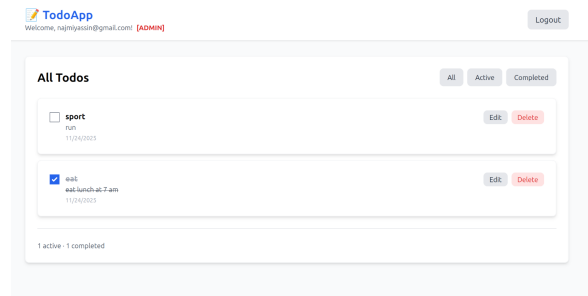 📝 TodoApp
Logout
Welcome, najmiyassin@gmail.com! [ADMIN]
All Todos
All Active Completed
sport
Edit Delete
run
11/24/2025
eat
Edit Delete
eat lunch at 7 am
11/24/2025
1 active · 1 completed